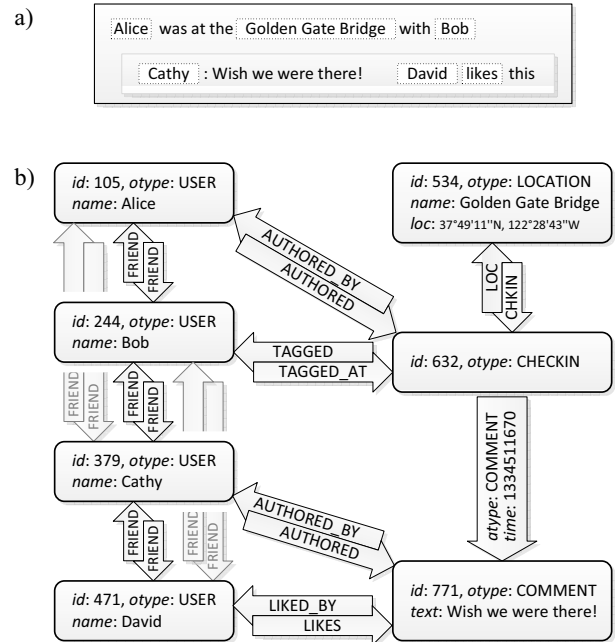 a)
Alice was at the Golden Gate Bridge with Bob
Cathy : Wish we were there! David likes this
b)
id: 105, otype: USER
name: Alice
id: 534, otype: LOCATION
name: Golden Gate Bridge
loc: 37°49'11"N, 122°28'43"W
AUTHORED_BY
AUTHORED
FRIEND
FRIEND
LOC
CHKIN
id: 244, otype: USER
name: Bob
TAGGED
TAGGED_AT
id: 632, otype: CHECKIN
FRIEND
FRIEND
FRIEND
FRIEND
atype: COMMENT
time: 1334511670
id: 379, otype: USER
name: Cathy
AUTHORED_BY
AUTHORED
FRIEND
FRIEND
FRIEND
FRIEND
id: 471, otype: USER
name: David
LIKED_BY
LIKES
id: 771, otype: COMMENT
text: Wish we were there!